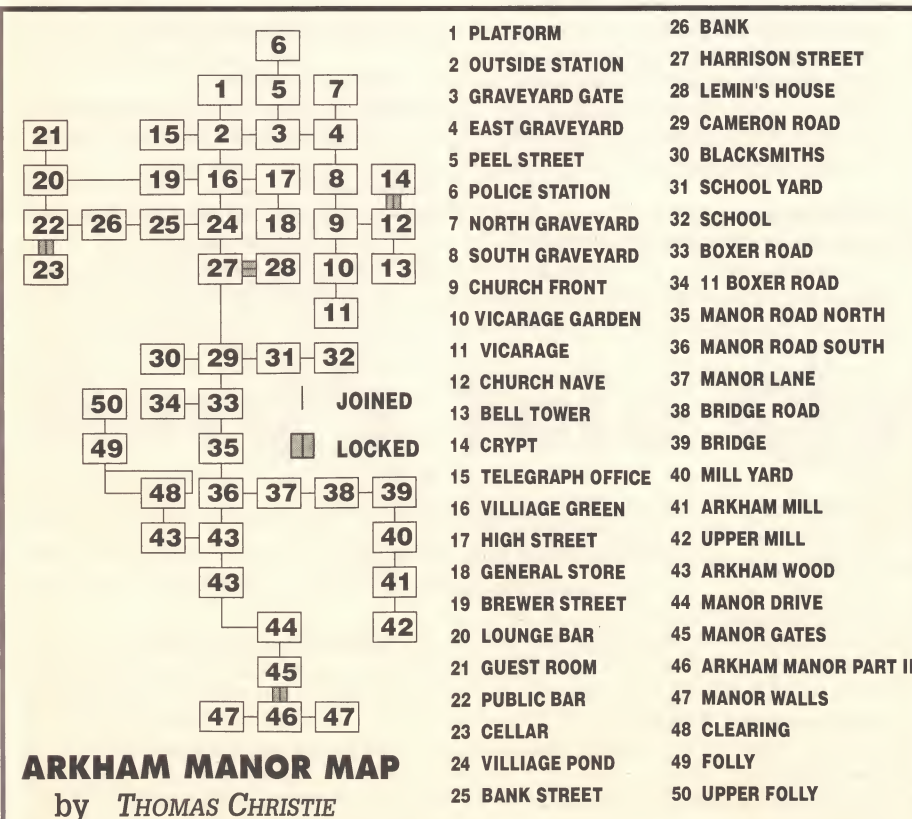 6
1 5 7
21 15 2 3 4
20 19 16 17 8 14
22 26 25 24 18 9 12
23 27 28 10 13
11
30 29 31 32
50 34 33 JOINED
49 35 LOCKED
48 36 37 38 39
43 43 40
43 41
44 42
45
47 46 47
ARKHAM MANOR MAP
by THOMAS CHRISTIE
1 PLATFORM
2 OUTSIDE STATION
3 GRAVEYARD GATE
4 EAST GRAVEYARD
5 PEEL STREET
6 POLICE STATION
7 NORTH GRAVEYARD
8 SOUTH GRAVEYARD
9 CHURCH FRONT
10 VICARAGE GARDEN
11 VICARAGE
12 CHURCH NAVE
13 BELL TOWER
14 CRYPT
15 TELEGRAPH OFFICE
16 VILLIAGE GREEN
17 HIGH STREET
18 GENERAL STORE
19 BREWER STREET
20 LOUNGE BAR
21 GUEST ROOM
22 PUBLIC BAR
23 CELLAR
24 VILLIAGE POND
25 BANK STREET
26 BANK
27 HARRISON STREET
28 LEMIN'S HOUSE
29 CAMERON ROAD
30 BLACKSMITHS
31 SCHOOL YARD
32 SCHOOL
33 BOXER ROAD
34 11 BOXER ROAD
35 MANOR ROAD NORTH
36 MANOR ROAD SOUTH
37 MANOR LANE
38 BRIDGE ROAD
39 BRIDGE
40 MILL YARD
41 ARKHAM MILL
42 UPPER MILL
43 ARKHAM WOOD
44 MANOR DRIVE
45 MANOR GATES
46 ARKHAM MANOR PART II
47 MANOR WALLS
48 CLEARING
49 FOLLY
50 UPPER FOLLY